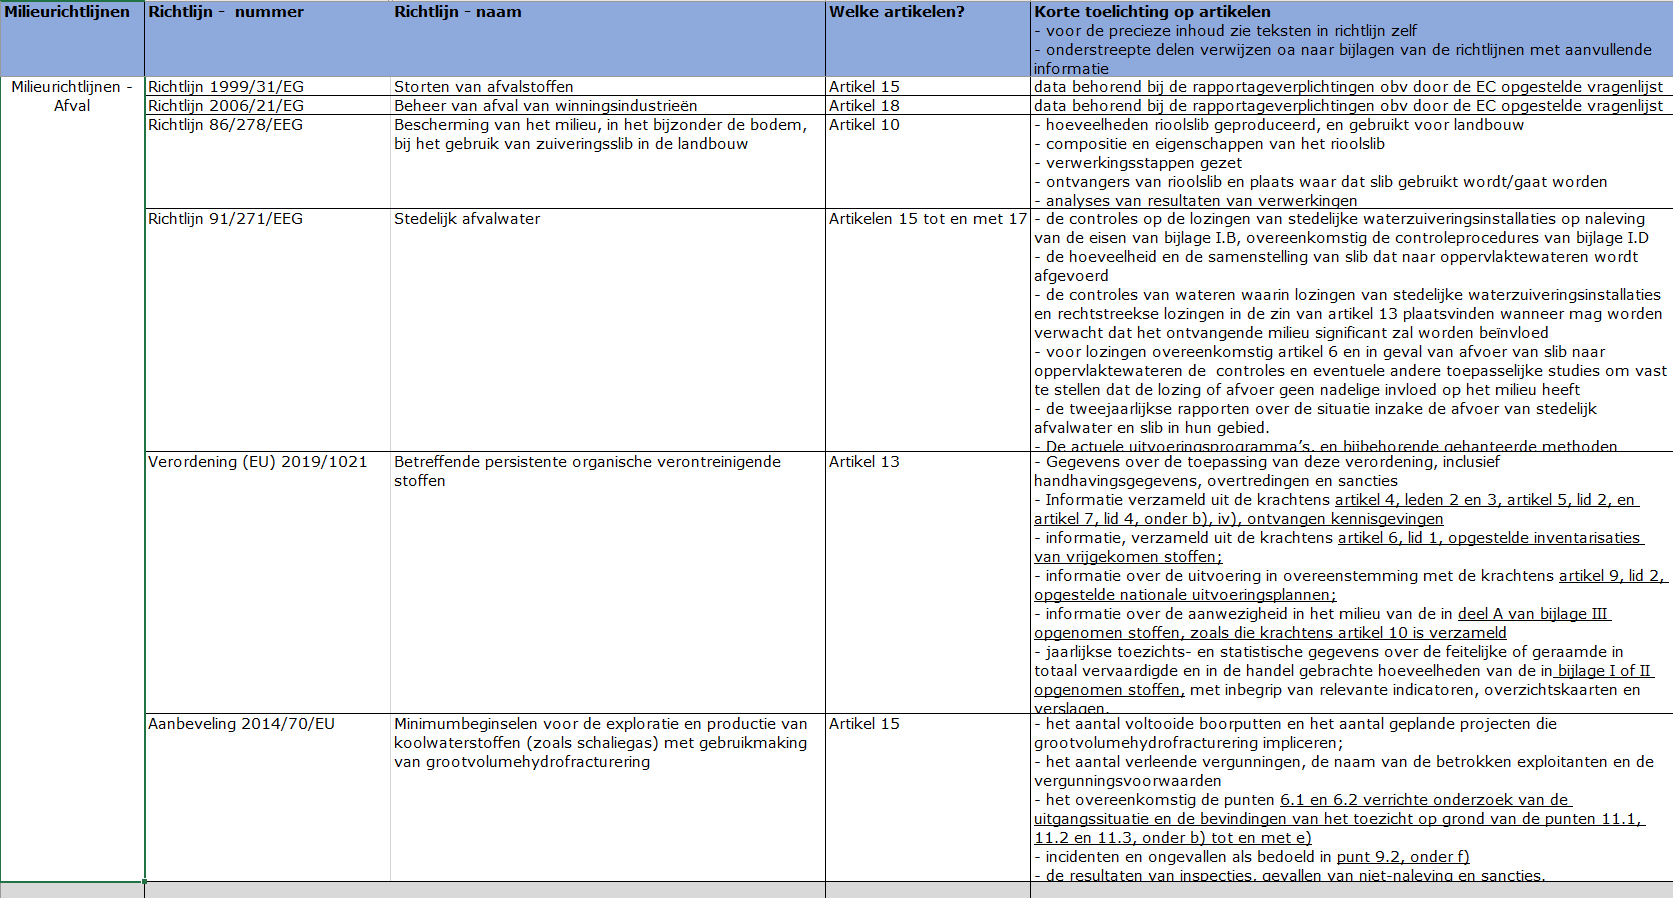 Milieurichtlijnen Richtlijn - nummer Richtlijn - naam Welke artikelen? Korte toelichting op artikelen
- voor de precieze inhoud zie teksten in richtlijn zelf
- onderstreepte delen verwijzen oa naar bijlagen van de richtlijnen met aanvullende
informatie
Milieurichtlijnen -
Afval
Richtlijn 1999/31/EG Storten van afvalstoffen Artikel 15 data behorend bij de rapportageverplichtingen obv door de EC opgestelde vragenlijst
Richtlijn 2006/21/EG Beheer van afval van winningsindustrieën Artikel 18 data behorend bij de rapportageverplichtingen obv door de EC opgestelde vragenlijst
Richtlijn 86/278/EEG Bescherming van het milieu, in het bijzonder de bodem,
bij het gebruik van zuiveringsslib in de landbouw
Artikel 10
- hoeveelheden rioolslib geproduceerd, en gebruikt voor landbouw
- compositie en eigenschappen van het rioolslib
- verwerkingsstappen gezet
- ontvangers van rioolslib en plaats waar dat slib gebruikt wordt/gaat worden
- analyses van resultaten van verwerkingen
Richtlijn 91/271/EEG Stedelijk afvalwater Artikelen 15 tot en met 17
- de controles op de lozingen van stedelijke waterzuiveringsinstallaties op naleving
van de eisen van bijlage I.B, overeenkomstig de controleprocedures van bijlage I.D
- de hoeveelheid en de samenstelling van slib dat naar oppervlaktewateren wordt
afgevoerd
- de controles van wateren waarin lozingen van stedelijke waterzuiveringsinstallaties
en rechtstreekse lozingen in de zin van artikel 13 plaatsvinden wanneer mag worden
verwacht dat het ontvangende milieu significant zal worden beïnvloed
- voor lozingen overeenkomstig artikel 6 en in geval van afvoer van slib naar
oppervlaktewateren de  controles en eventuele andere toepasselijke studies om vast
te stellen dat de lozing of afvoer geen nadelige invloed op het milieu heeft
- de tweejaarlijkse rapporten over de situatie inzake de afvoer van stedelijk
afvalwater en slib in hun gebied.
- De actuele uitvoeringsprogramma's, en bijbehorende gehanteerde methoden
Verordening (EU) 2019/1021 Betreffende persistente organische verontreinigende
stoffen
Artikel 13
- Gegevens over de toepassing van deze verordening, inclusief
handhavingsgegevens, overtredingen en sancties
- Informatie verzameld uit de krachtens artikel 4, leden 2 en 3, artikel 5, lid 2, en
artikel 7, lid 4, onder b), iv), ontvangen kennisgevingen
- informatie, verzameld uit de krachtens artikel 6, lid 1, opgestelde inventarisaties
van vrijgekomen stoffen;
- informatie over de uitvoering in overeenstemming met de krachtens artikel 9, lid 2,
opgestelde nationale uitvoeringsplannen;
- informatie over de aanwezigheid in het milieu van de in deel A van bijlage III
opgenomen stoffen, zoals die krachtens artikel 10 is verzameld
- jaarlijkse toezichts- en statistische gegevens over de feitelijke of geraamde in
totaal vervaardigde en in de handel gebrachte hoeveelheden van de in bijlage I of II
opgenomen stoffen, met inbegrip van relevante indicatoren, overzichtskaarten en
verslagen.
Aanbeveling 2014/70/EU Minimumbeginselen voor de exploratie en productie van
koolwaterstoffen (zoals schaliegas) met gebruikmaking
van grootvolumehydrofracturering
Artikel 15
- het aantal voltooide boorputten en het aantal geplande projecten die
grootvolumehydrofracturering impliceren;
- het aantal verleende vergunningen, de naam van de betrokken exploitanten en de
vergunningsvoorwaarden
- het overeenkomstig de punten 6.1 en 6.2 verrichte onderzoek van de
uitgangssituatie en de bevindingen van het toezicht op grond van de punten 11.1,
11.2 en 11.3, onder b) tot en met e)
- incidenten en ongevallen als bedoeld in punt 9.2, onder f)
- de resultaten van inspecties, gevallen van niet-naleving en sancties.